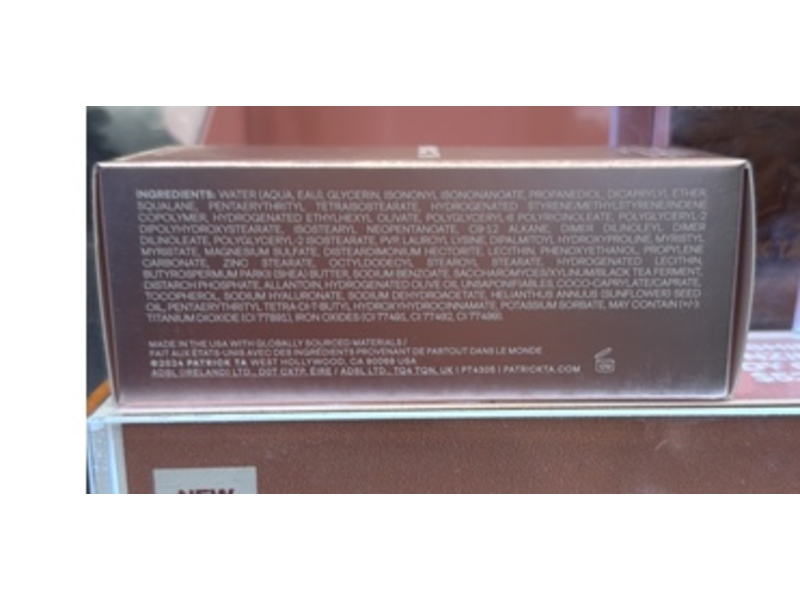 INGREDIENTS: WATER (AQUA, EAU), GLYCERIN, ISONONYL ISONONANOATE, PROPANEDIOL, DICAPRYLYL ETHER,
SQUALANE, PENTAERYTHRITYL TETRAISOSTEARATE, HYDROGENATED STYRENE/METHYLSTYRENE/INDENE
COPOLYMER, HYDROGENATED ETHYLHEXYL OLIVATE, POLYGLYCERYL-6 POLYRICINOLEATE, POLYGLYCERYL-2
DIPOLYHYDROXYSTEARATE, ISOSTEARYL NEOPENTANOATE, C9-12 ALKANE, DIMER DILINOLEYL DIMER
DILINOLEATE, POLYGLYCERYL-2 ISOSTEARATE, PVP, LAUROYL LYSINE, DIPALMITOYL HYDROXYPROLINE, MYRISTYL
MYRISTATE, MAGNESIUM SULFATE, DISTEARDIMONIUM HECTORITE, LECITHIN, PHENOXYETHANOL, PROPYLENE
CARBONATE, ZINC STEARATE, OCTYLDODECYL STEAROYL STEARATE, HYDROGENATED LECITHIN,
BUTYROSPERMUM PARKII (SHEA) BUTTER, SODIUM BENZOATE, SACCHAROMYCES/XYLINUM/BLACK TEA FERMENT,
DISTARCH PHOSPHATE, ALLANTOIN, HYDROGENATED OLIVE OIL UNSAPONIFIABLES, COCO-CAPRYLATE/CAPRATE,
TOCOPHEROL, SODIUM HYALURONATE, SODIUM DEHYDROACETATE, HELIANTHUS ANNUUS (SUNFLOWER) SEED
OIL, PENTAERYTHRITYL TETRA-DI-T-BUTYL HYDROXYHYDROCINNAMATE, POTASSIUM SORBATE, MAY CONTAIN (+/-):
TITANIUM DIOXIDE (CI 77891), IRON OXIDES (CI 77491, CI 77492, CI 77499).
MADE IN THE USA WITH GLOBALLY SOURCED MATERIALS /
FAIT AUX ÉTATS-UNIS AVEC DES INGRÉDIENTS PROVENANT DE PARTOUT DANS LE MONDE
©2024 PATRICK TA WEST HOLLYWOOD, CA 90069 USA
ADSL (IRELAND) LTD., D0T CXTP, ÉIRE / ADSL LTD., TQ4 7QN, UK | PT4305 | PATRICKTA.COM
NEW